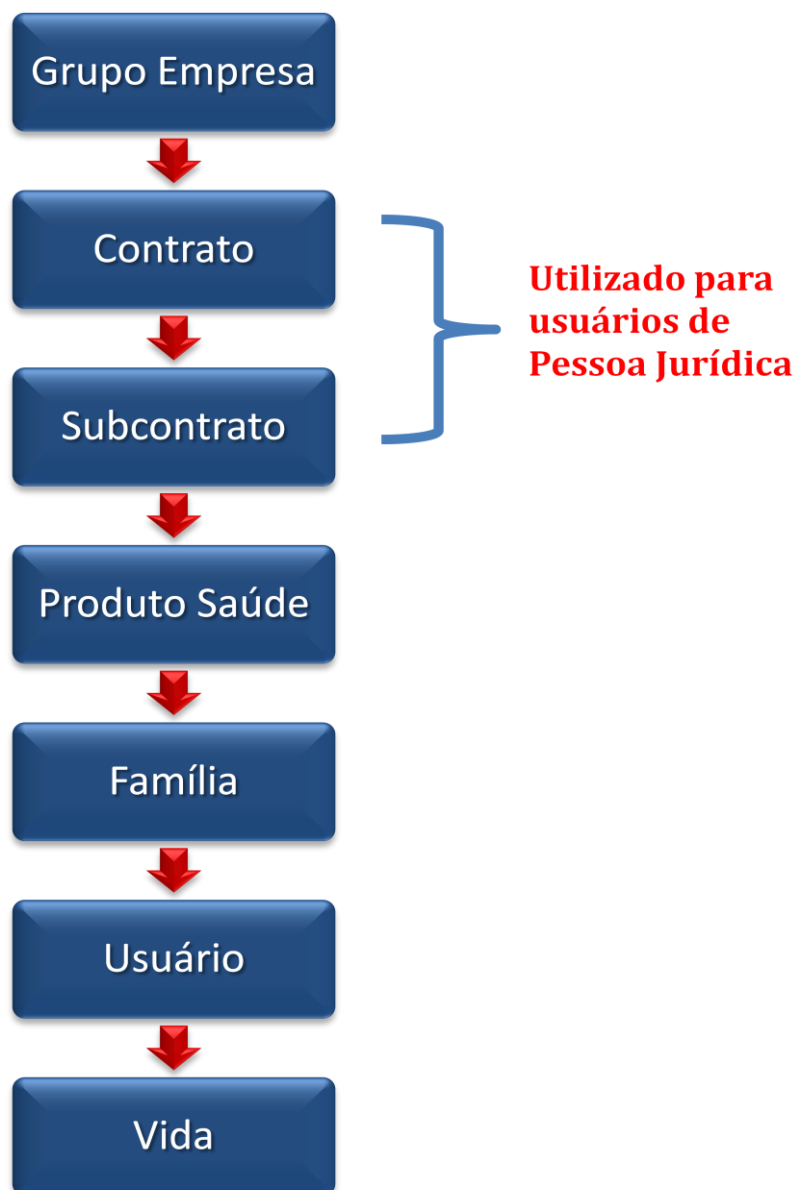 Grupo Empresa
Contrato
Utilizado para
usuários de
Pessoa Jurídica
Subcontrato
Produto Saúde
Família
Usuário
Vida